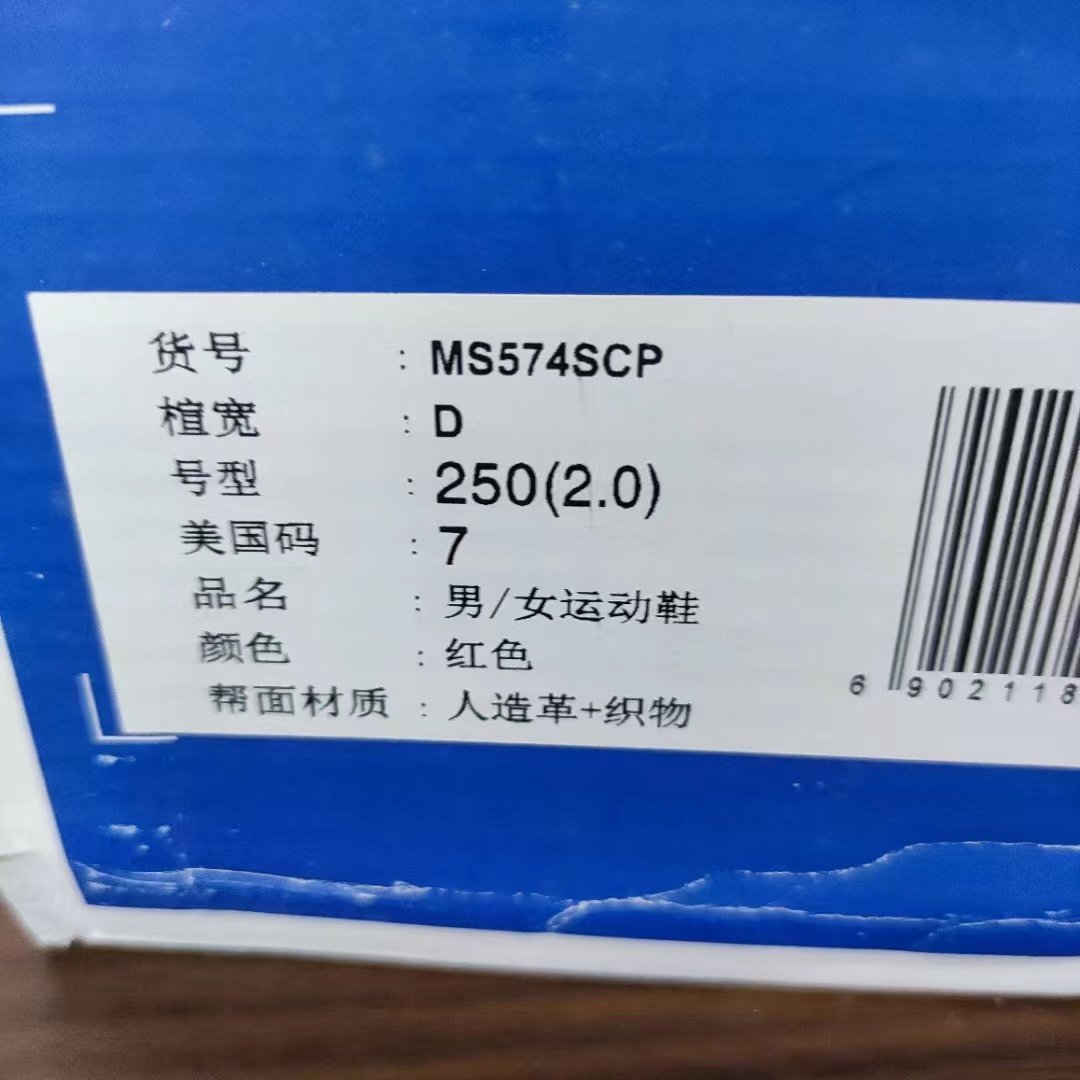 货号 : MS574SCP
楦宽 : D
号型 : 250(2.0)
美国码 : 7
品名 : 男/女运动鞋
颜色 : 红色
帮面材质 : 人造革+织物
6 902118